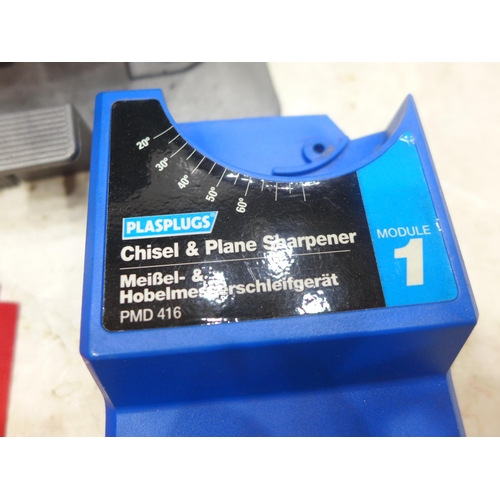 20° 30° 40° 50° 60°
PLASPLUGS
Chisel & Plane Sharpener
Meißel- &
Hobelmesserschleifgerät
PMD 416
MODULE
1